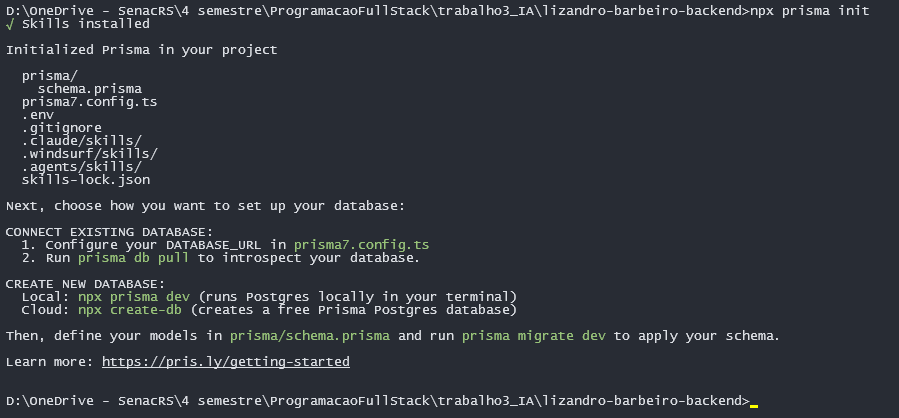 D:\OneDrive - SenacRS\4 semestre\ProgramacaoFullStack\trabalho3_IA\lizandro-barbeiro-backend>npx prisma init
√ Skills installed
Initialized Prisma in your project
prisma/
schema.prisma
prisma7.config.ts
.env
.gitignore
.claude/skills/
.windsurf/skills/
.agents/skills/
skills-lock.json
Next, choose how you want to set up your database:
CONNECT EXISTING DATABASE:
1. Configure your DATABASE_URL in prisma7.config.ts
2. Run prisma db pull to introspect your database.
CREATE NEW DATABASE:
Local: npx prisma dev (runs Postgres locally in your terminal)
Cloud: npx create-db (creates a free Prisma Postgres database)
Then, define your models in prisma/schema.prisma and run prisma migrate dev to apply your schema.
Learn more: https://pris.ly/getting-started
D:\OneDrive - SenacRS\4 semestre\ProgramacaoFullStack\trabalho3_IA\lizandro-barbeiro-backend>